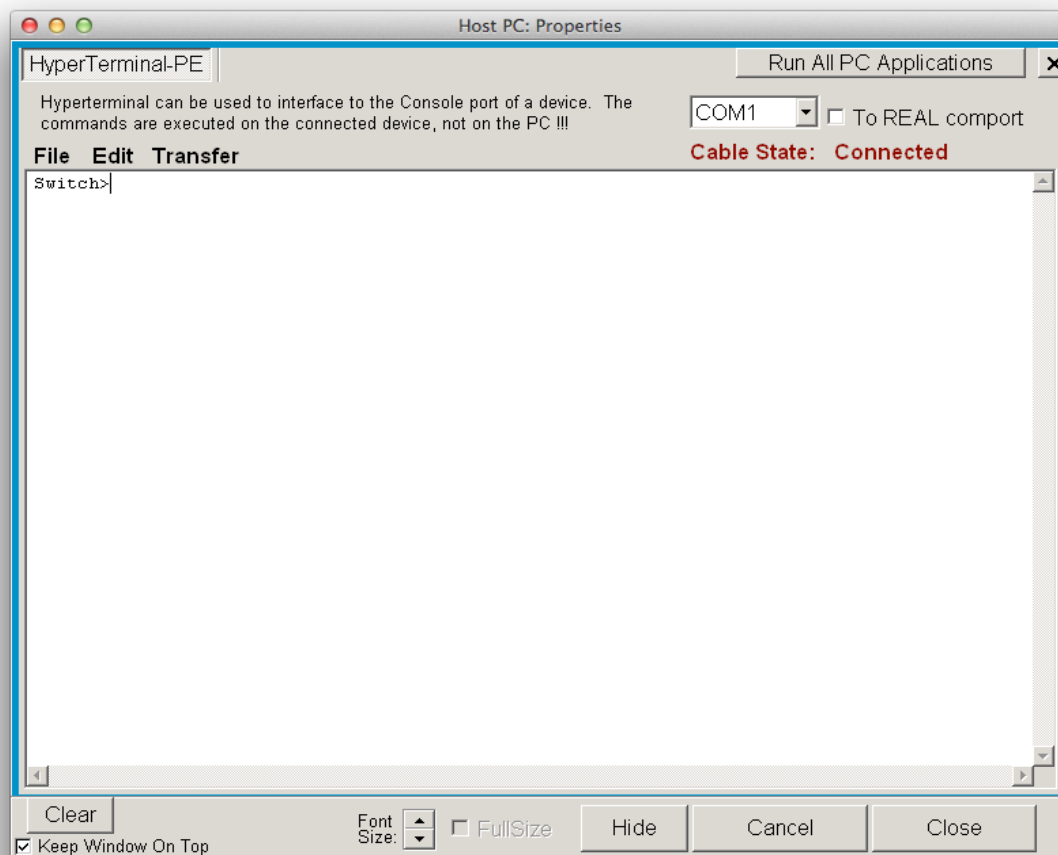 Host PC: Properties
HyperTerminal-PE
Run All PC Applications
x
Hyperterminal can be used to interface to the Console port of a device. The
commands are executed on the connected device, not on the PC !!!
COM1
To REAL comport
File Edit Transfer
Cable State: Connected
Switch>
Clear
Font
Size:
FullSize
Hide
Cancel
Close
Keep Window On Top